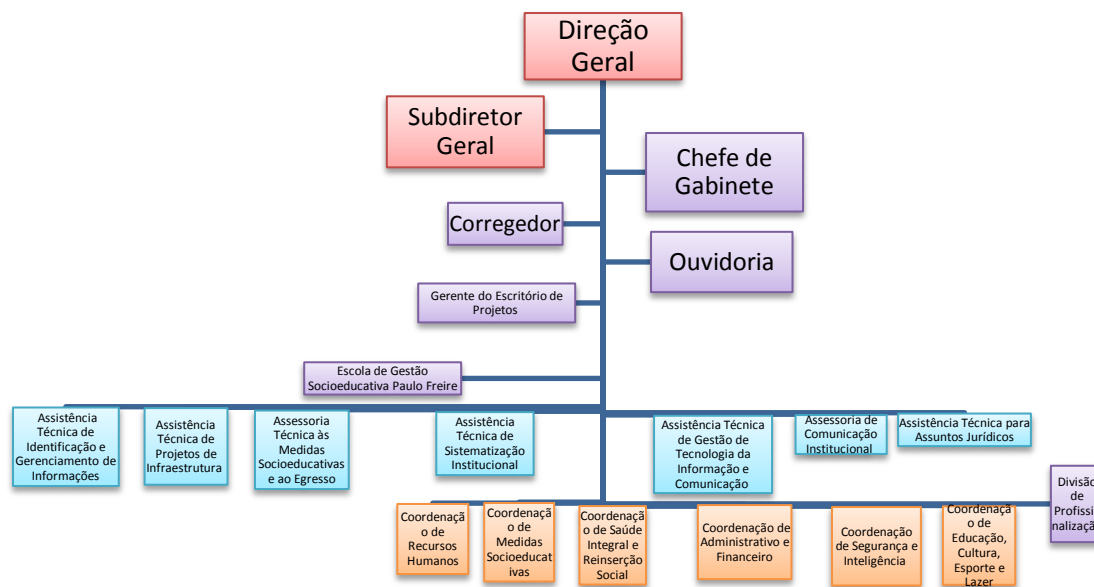 Direção
Geral
Subdiretor
Geral
Chefe de
Gabinete
Corregedor
Ouvidoria
Gerente do Escritório de
Projetos
Escola de Gestão
Socioeducativa Paulo Freire
Assistência
Técnica de
Identificação e
Gerenciamento de
Informações
Assistência
Técnica de
Projetos de
Infraestrutura
Assessoria
Técnica às
Medidas
Socioeducativas
e ao Egresso
Assistência
Técnica de
Sistematização
Institucional
Assistência Técnica
de Gestão de
Tecnologia da
Informação e
Comunicação
Assessoria de
Comunicação
Institucional
Assistência Técnica para
Assuntos Jurídicos
Coordenaçã
o de
Recursos
Humanos
Coordenaçã
o de Medidas
Socioeducat
ivas
Coordenaçã
o de Saúde
Integral e
Reinserção
Social
Coordenação de
Administrativo e
Financeiro
Coordenação
de Segurança e
Inteligência
Coordenaçã
o de
Educação,
Cultura,
Esporte e
Lazer
Divisão
de
Profissio
nalização